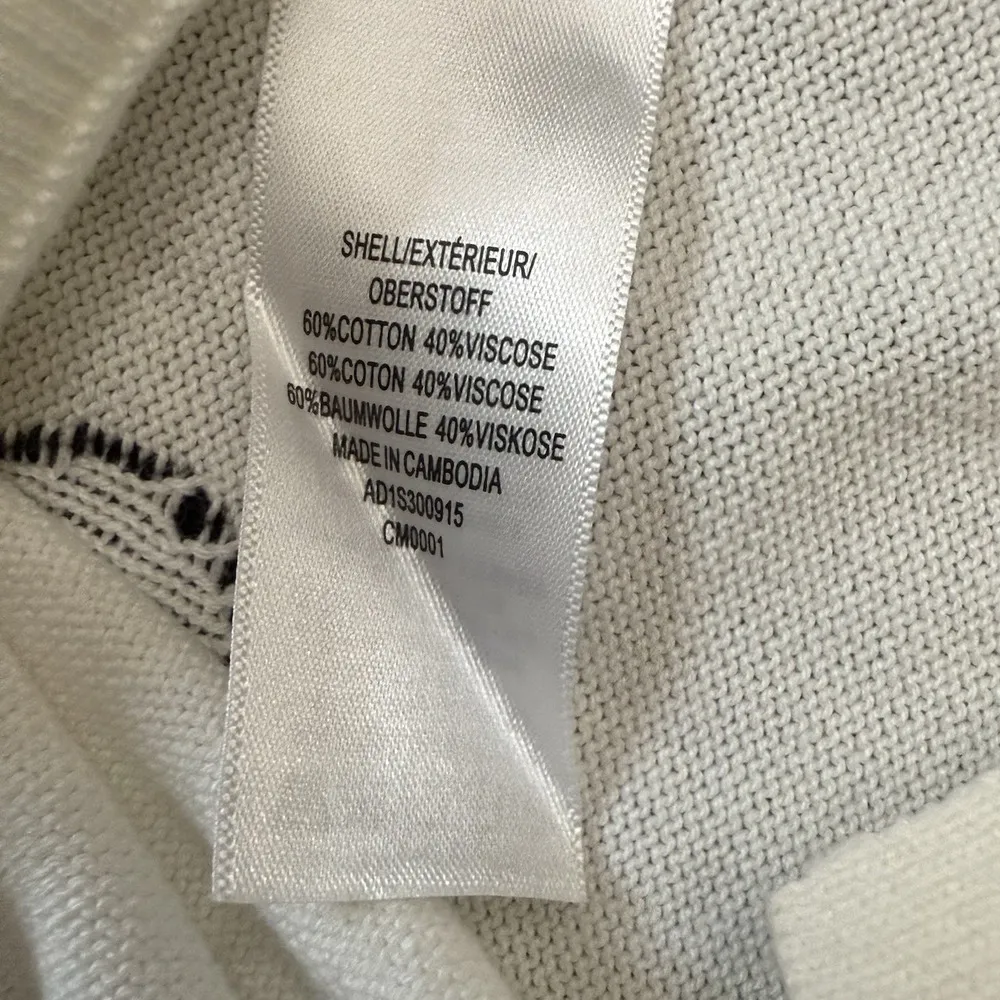 SHELL/EXTÉRIEUR/
OBERSTOFF
60%COTTON 40%VISCOSE
60%COTON 40%VISCOSE
60%BAUMWOLLE 40%VISKOSE
MADE IN CAMBODIA
AD1S300915
CM0001